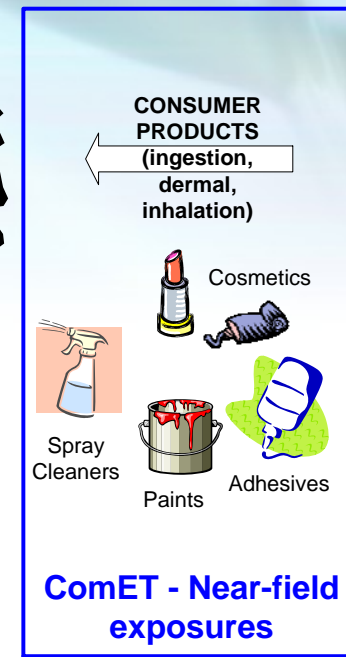 CONSUMER
PRODUCTS
(ingestion,
dermal,
inhalation)
Cosmetics
Spray
Cleaners
Paints
Adhesives
ComET - Near-field
exposures